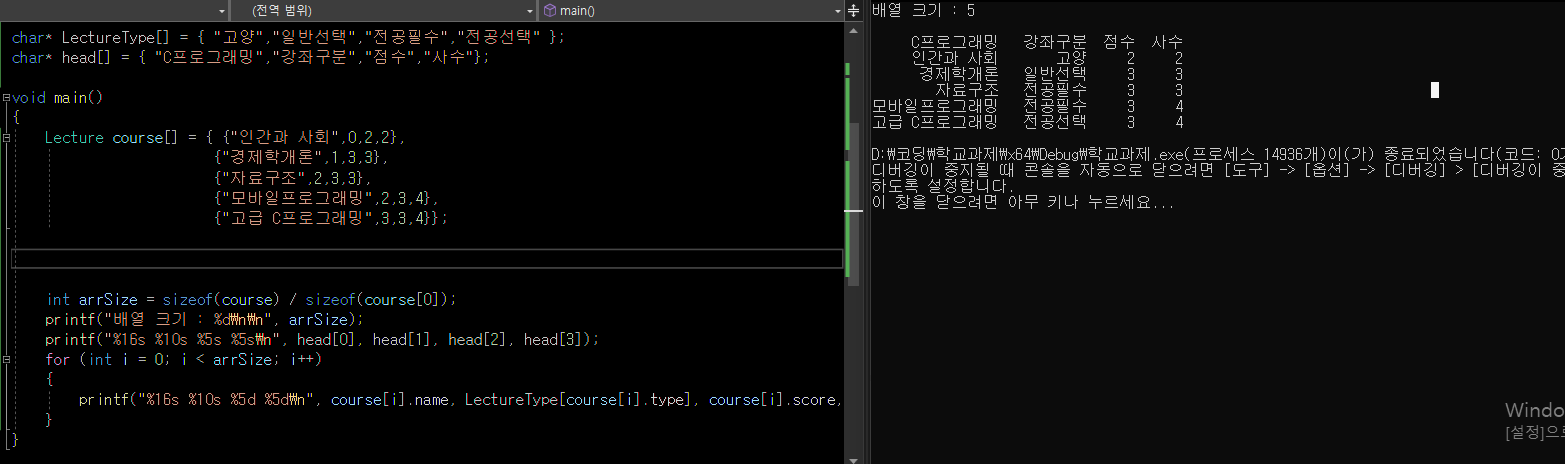 (전역 범위)
main()
char* LectureType[] = { "고양","일반선택","전공필수","전공선택" };
char* head[] = { "C프로그래밍","강좌구분","점수","사수"};
void main()
{
Lecture course[] = { {"인간과 사회",0,2,2},
{"경제학개론",1,3,3},
{"자료구조",2,3,3},
{"모바일프로그래밍",2,3,4},
{"고급 C프로그래밍",3,3,4}};
int arrSize = sizeof(course) / sizeof(course[0]);
printf("배열 크기 : %d₩n₩n", arrSize);
printf("%16s %10s %5s %5s₩n", head[0], head[1], head[2], head[3]);
for (int i = 0; i < arrSize; i++)
{
printf("%16s %10s %5d %5d₩n", course[i].name, LectureType[course[i].type], course[i].score,
}
}
배열 크기 : 5
C프로그래밍 강좌구분 점수 사수
인간과 사회 고양 2 2
경제학개론 일반선택 3 3
자료구조 전공필수 3 3
모바일프로그래밍 전공필수 3 4
고급 C프로그래밍 전공선택 3 4
D:₩코딩₩학교과제₩x64₩Debug₩학교과제.exe(프로세스 14936개)이(가) 종료되었습니다(코드: 0개
디버깅이 중지될 때 콘솔을 자동으로 닫으려면 [도구] -> [옵션] -> [디버깅] > [디버깅이 중
하도록 설정합니다.
이 창을 닫으려면 아무 키나 누르세요...
Windo
[설정]으로